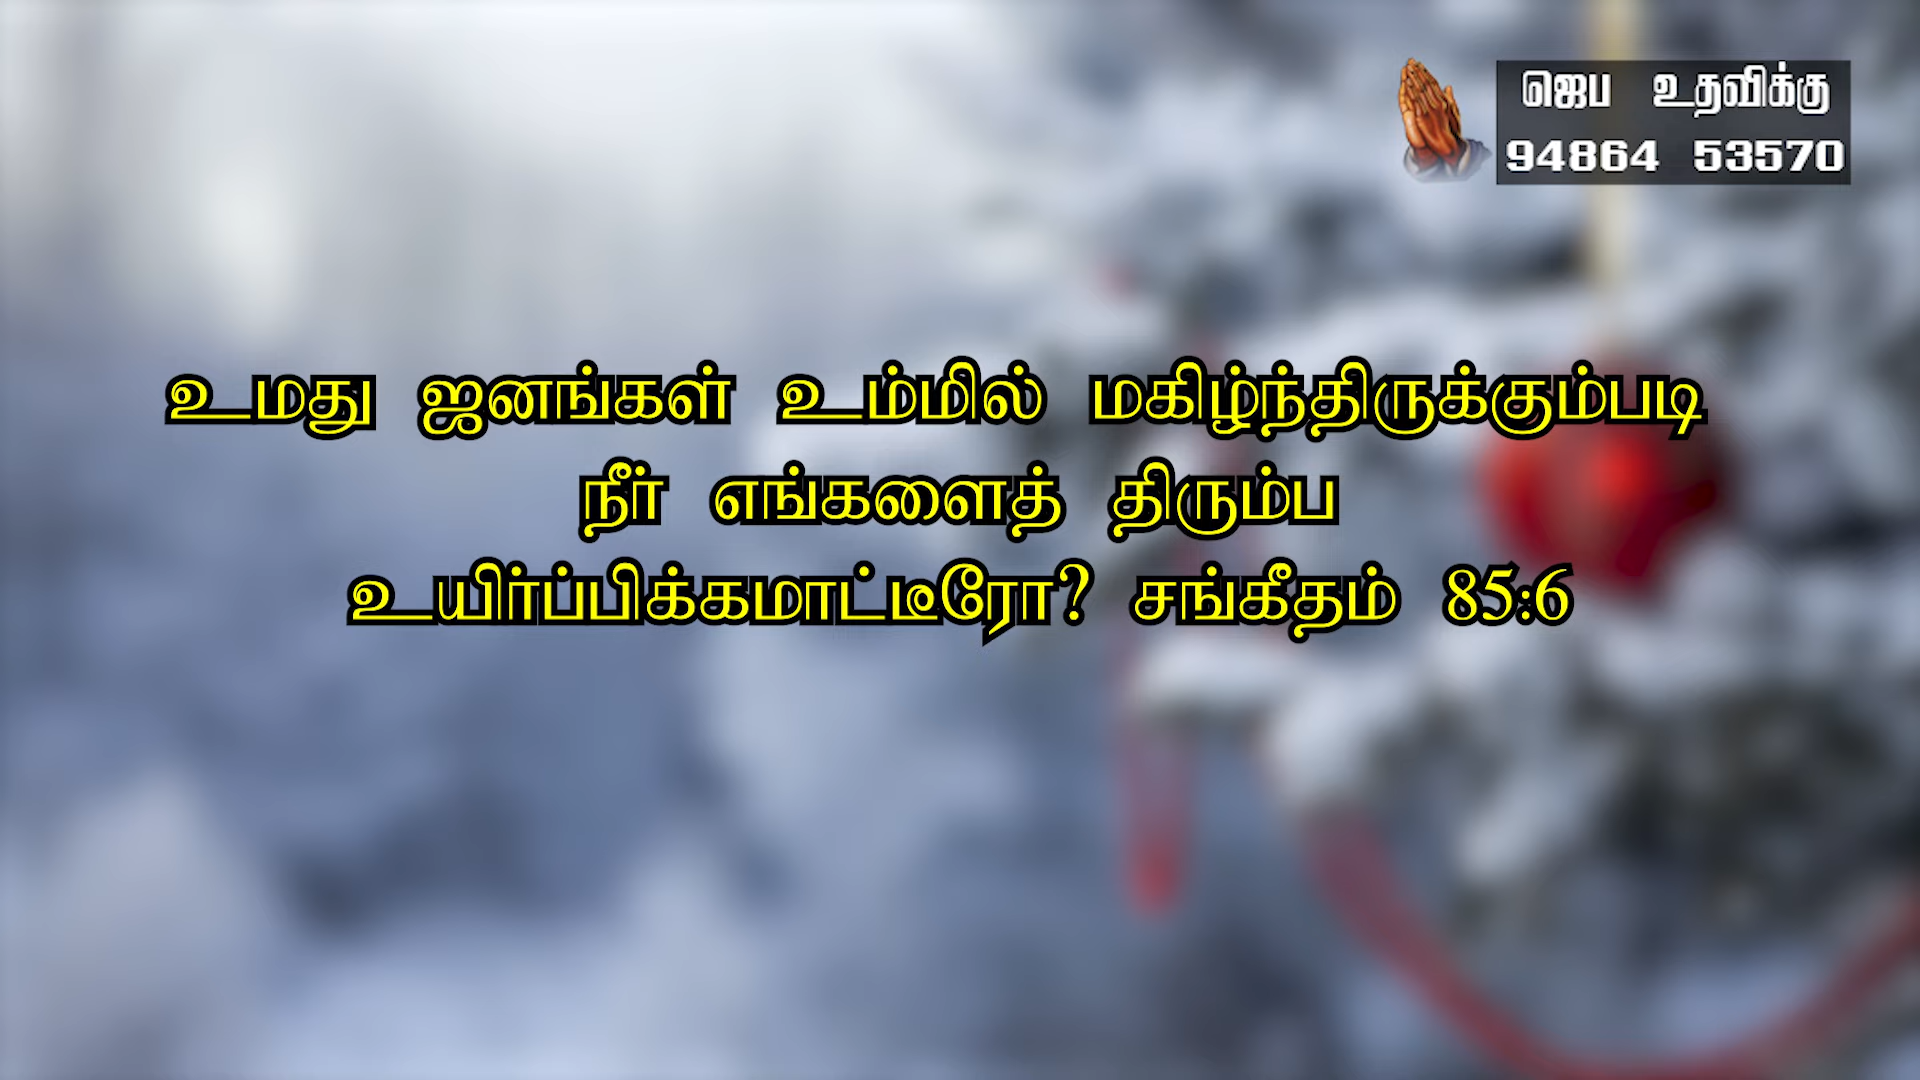 ஜெப உதவிக்கு
94864 53570
உமது ஜனங்கள் உம்மில் மகிழ்ந்திருக்கும்படி
நீர் எங்களைத் திரும்ப
உயிர்ப்பிக்கமாட்டீரோ? சங்கீதம் 85:6